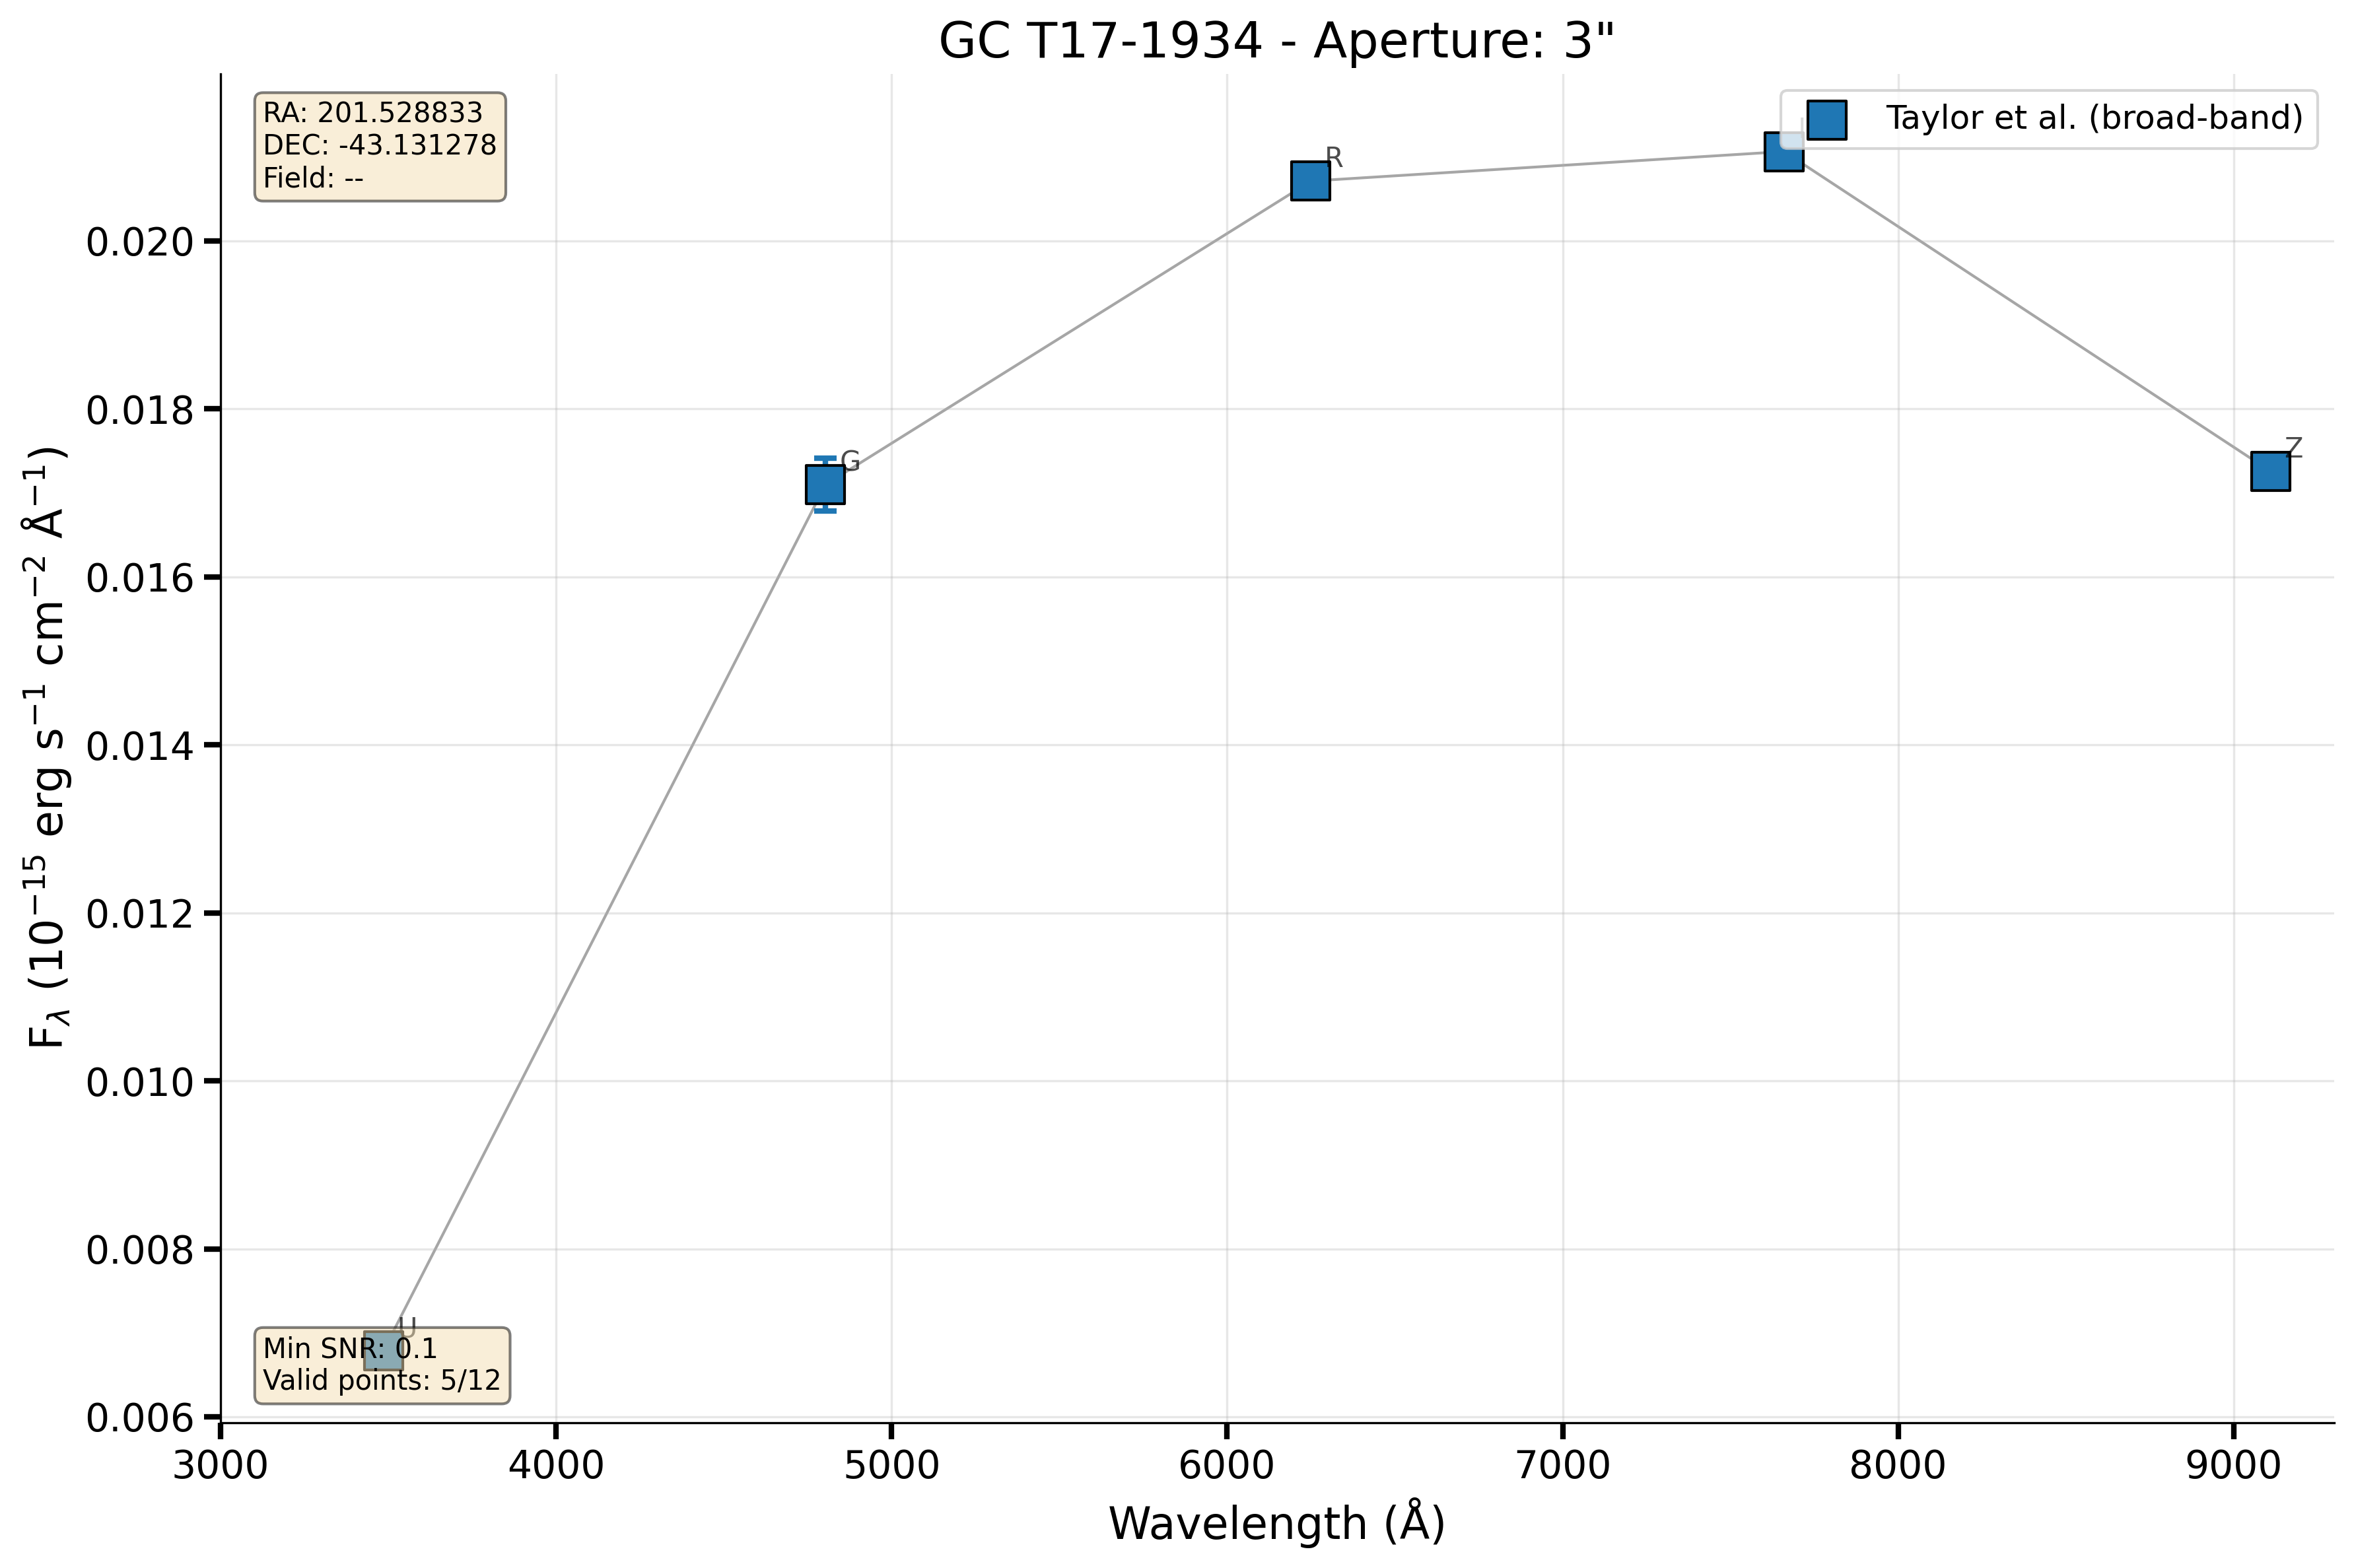 GC T17-1934 - Aperture: 3"
RA: 201.528833
DEC: -43.131278
Field: --
Taylor et al. (broad-band)
I
R
G
Z
U
Min SNR: 0.1
Valid points: 5/12
0.020
0.018
0.016
0.014
0.012
0.010
0.008
0.006
F_λ (10⁻¹⁵ erg s⁻¹ cm⁻² Å⁻¹)
3000 4000 5000 6000 7000 8000 9000
Wavelength (Å)